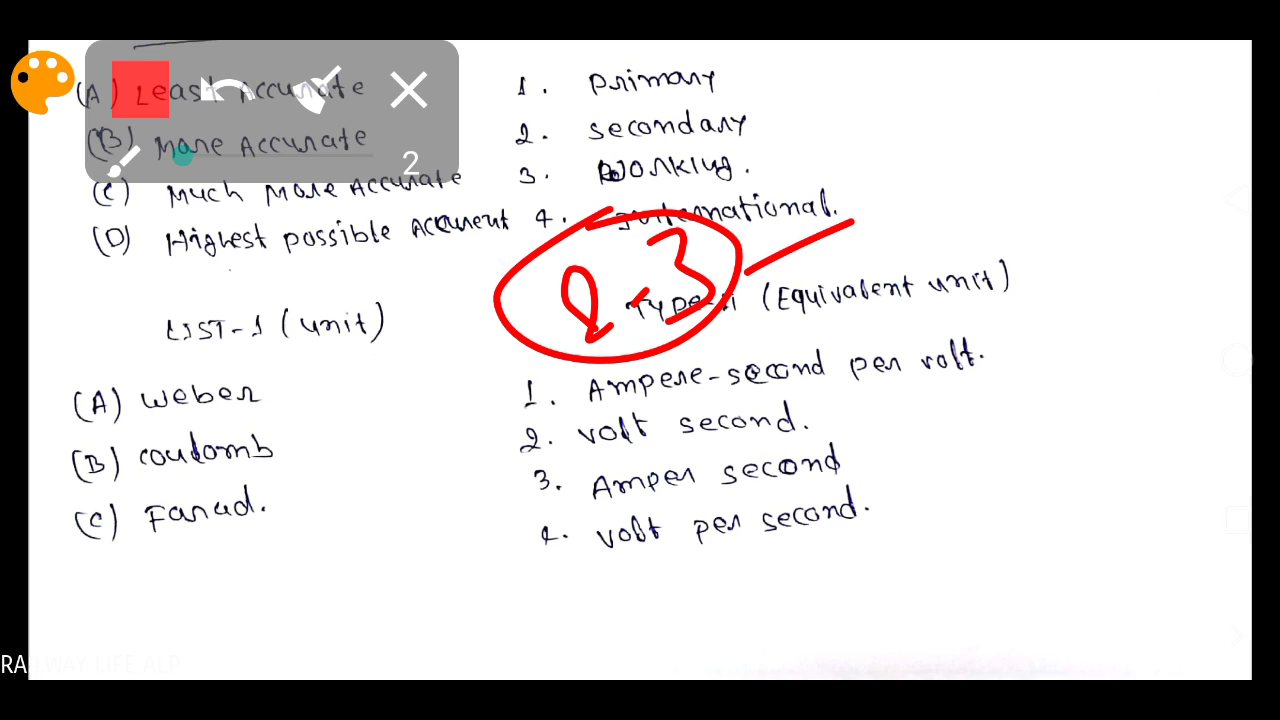 (A) Least Accurate 1. Primary
(B) More Accurate 2. secondary
2
(C) Much More Accurate 3. working.
(D) Highest possible Accurent 4. International.
2.3
LIST-1 (unit) Type-II (Equivalent unit)
(A) weber 1. Ampere-second per volt.
(B) coulomb 2. volt second.
(C) Farad. 3. Amper second
4. volt per second.
RAILWAY LIFE ALP